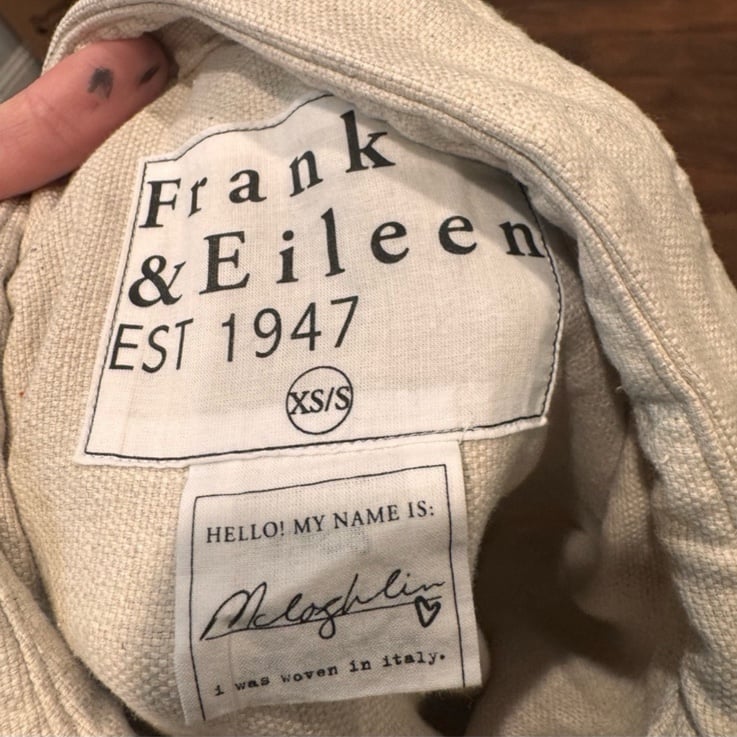 Frank
&Eileen
EST 1947
XS/S
HELLO! MY NAME IS:
Mcloghlin
i was woven in italy.